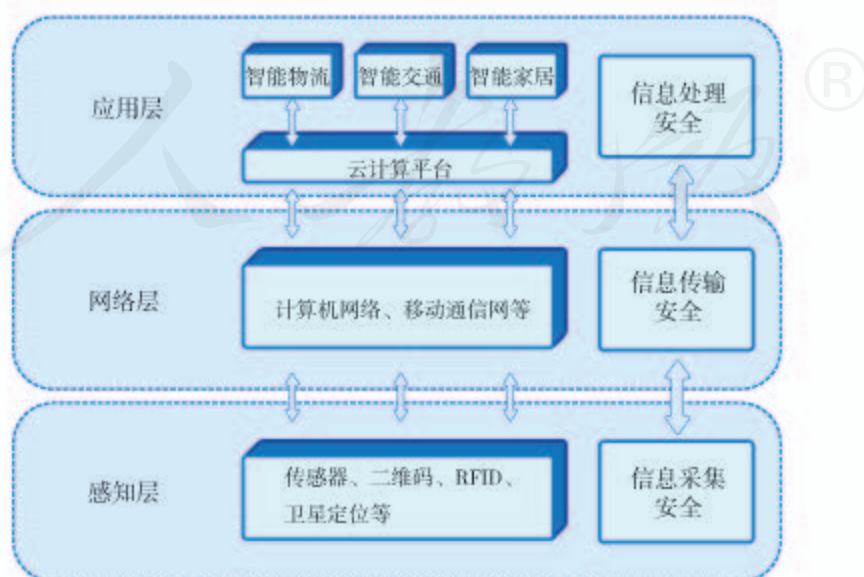 智能物流 智能交通 智能家居
应用层
信息处理
安全
云计算平台
网络层
计算机网络、移动通信网等
信息传输
安全
感知层
传感器、二维码、RFID、
卫星定位等
信息采集
安全
人教版
®